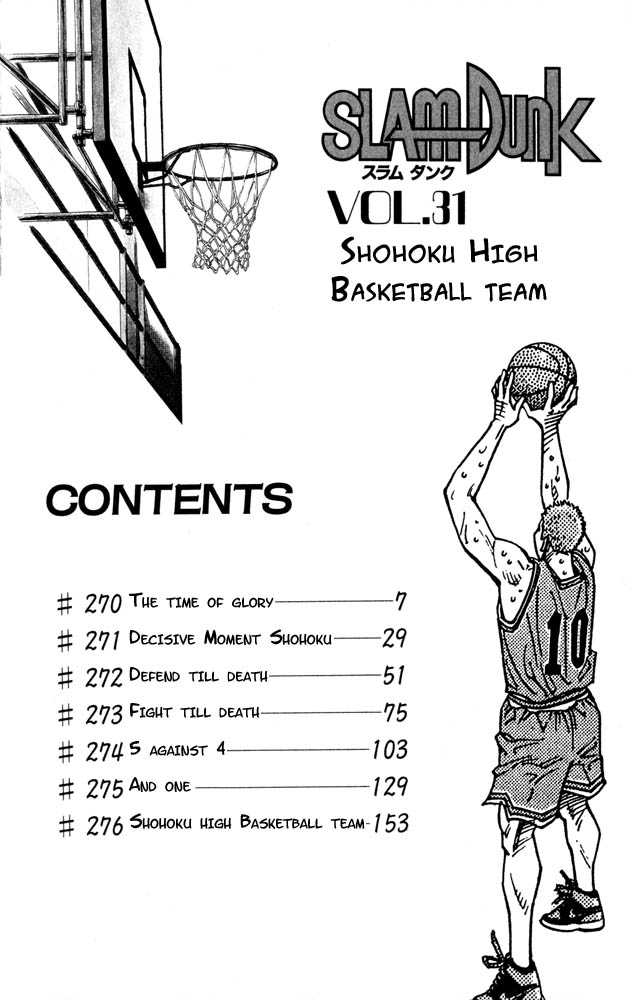 SLAMDUNK
スラム ダンク
VOL.31
SHOHOKU HIGH
BASKETBALL TEAM
CONTENTS
# 270 THE TIME OF GLORY 7
# 271 DECISIVE MOMENT SHOHOKU 29
# 272 DEFEND TILL DEATH 51
# 273 FIGHT TILL DEATH 75
# 274 5 AGAINST 4 103
# 275 AND ONE 129
# 276 SHOHOKU HIGH BASKETBALL TEAM 153
10